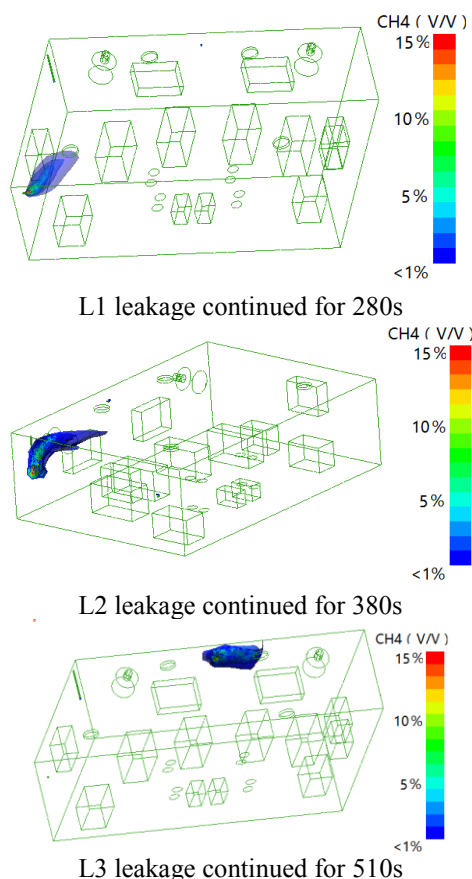 CH4 ( V/V )
15%
10%
5%
<1%
L1 leakage continued for 280s
CH4 ( V/V )
15%
10%
5%
<1%
L2 leakage continued for 380s
CH4 ( V/V )
15%
10%
5%
<1%
L3 leakage continued for 510s